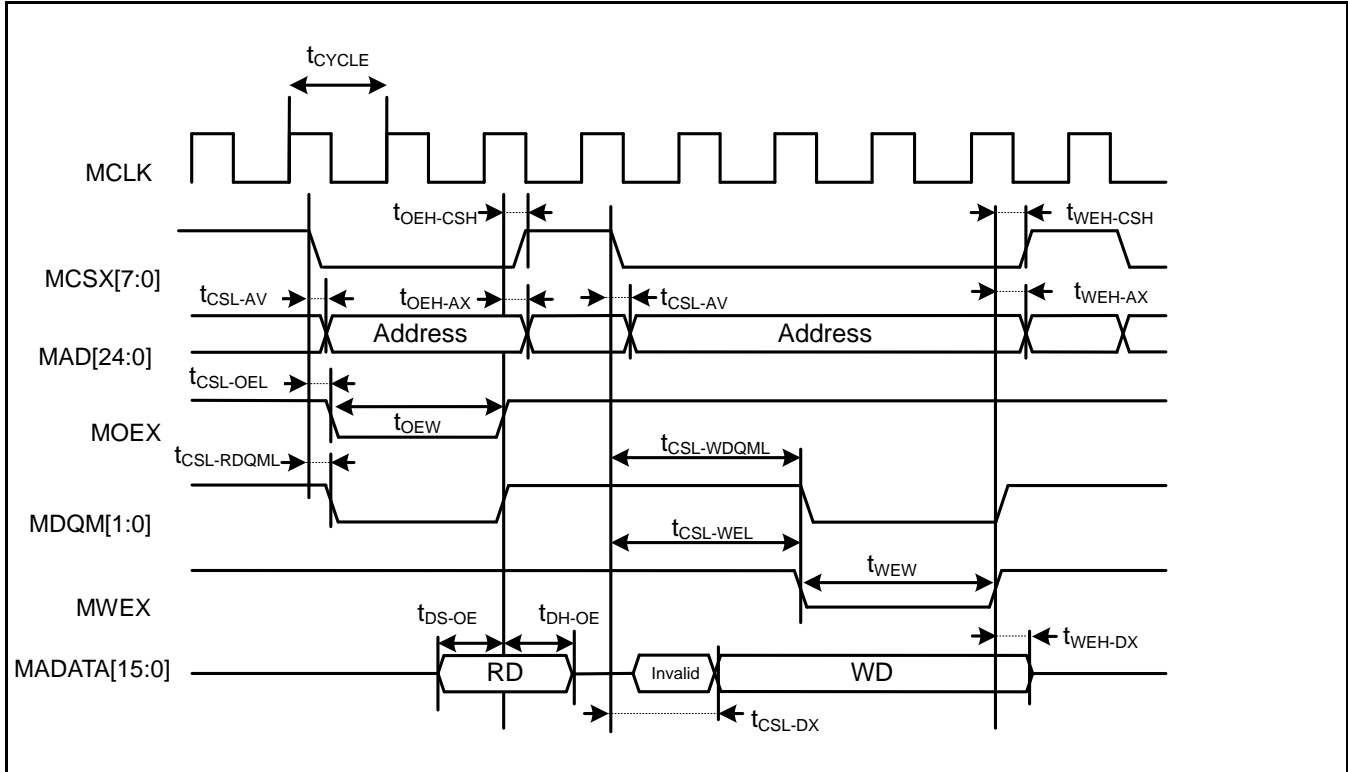 tCYCLE
MCLK
tOEH-CSH
tWEH-CSH
MCSX[7:0]
tCSL-AV
tOEH-AX
tCSL-AV
tWEH-AX
Address
Address
MAD[24:0]
tCSL-OEL
tOEW
MOEX
tCSL-RDQML
tCSL-WDQML
MDQM[1:0]
tCSL-WEL
tWEW
MWEX
tDS-OE
tDH-OE
tWEH-DX
MADATA[15:0]
RD
Invalid
WD
tCSL-DX